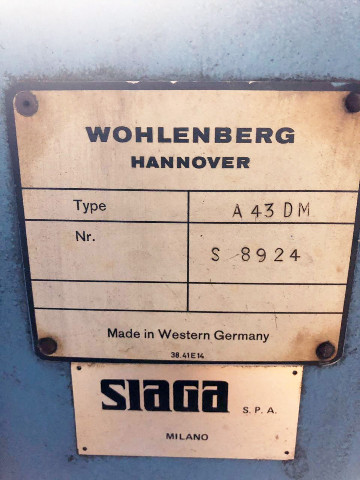 WOHLENBERG
HANNOVER
Type A 43 DM
Nr. S 8924
Made in Western Germany
38.41E14
SIAGA S.P.A.
MILANO